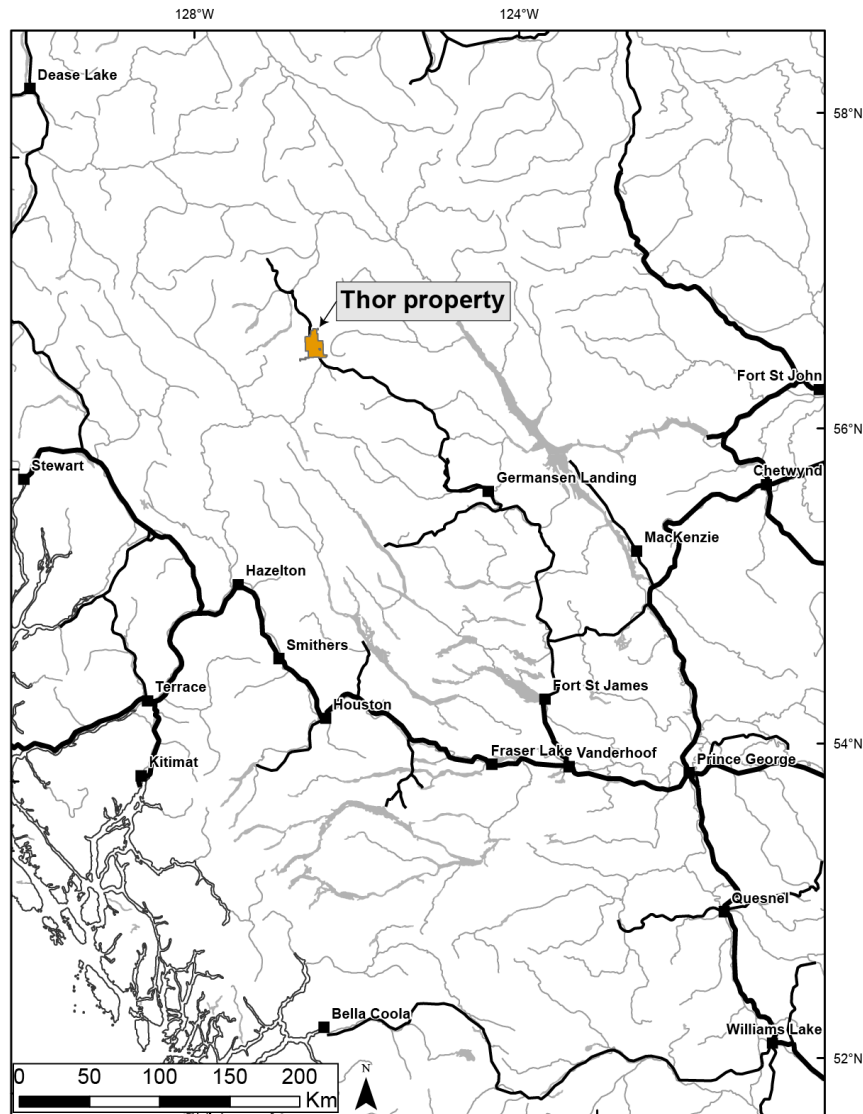 128°W
124°W
Dease Lake
58°N
Thor property
Fort St John
56°N
Stewart
Chetwynd
Germansen Landing
MacKenzie
Hazelton
Smithers
Terrace
Fort St James
Houston
54°N
Fraser Lake
Vanderhoof
Kitimat
Prince George
Quesnel
Bella Coola
Williams Lake
52°N
N
0 50 100 150 200
Km